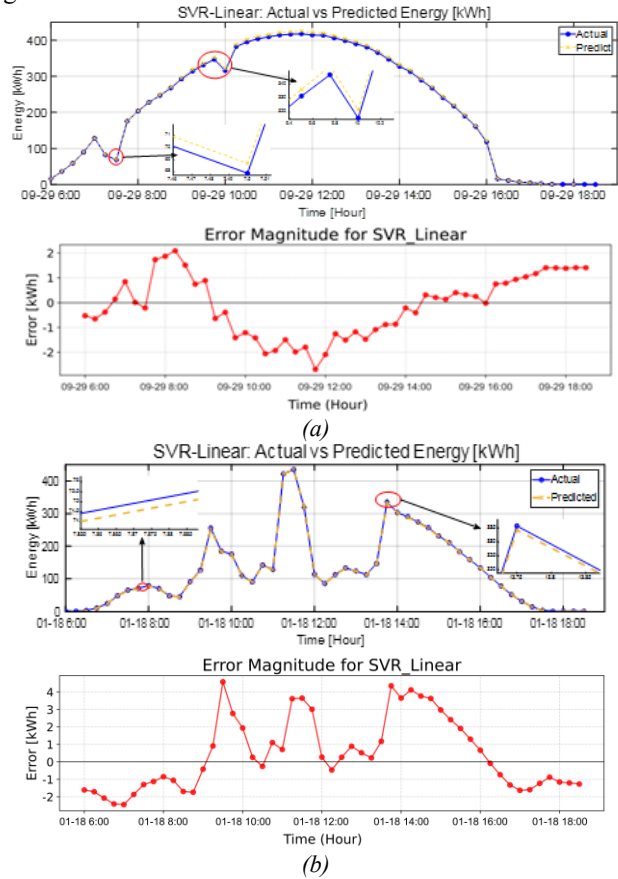 SVR-Linear: Actual vs Predicted Energy [kWh]
Actual
Predict
Energy [kWh]
400
300
200
100
0
09-29 6:00 09-29 8:00 09-29 10:00 09-29 12:00 09-29 14:00 09-29 16:00 09-29 18:00
Time [Hour]
Error Magnitude for SVR_Linear
Error [kWh]
2
1
0
-1
-2
09-29 6:00 09-29 8:00 09-29 10:00 09-29 12:00 09-29 14:00 09-29 16:00 09-29 18:00
Time (Hour)
(a)
SVR-Linear: Actual vs Predicted Energy [kWh]
Actual
Predicted
Energy [kWh]
400
300
200
100
0
01-18 6:00 01-18 8:00 01-18 10:00 01-18 12:00 01-18 14:00 01-18 16:00 01-18 18:00
Time [Hour]
Error Magnitude for SVR_Linear
Error [kWh]
4
3
2
1
0
-1
-2
01-18 6:00 01-18 8:00 01-18 10:00 01-18 12:00 01-18 14:00 01-18 16:00 01-18 18:00
Time (Hour)
(b)